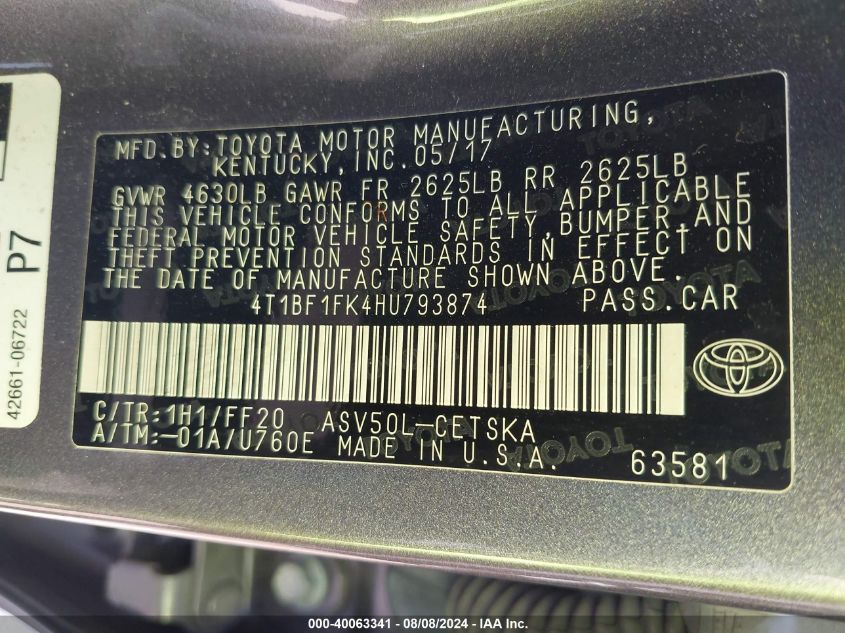 MFD. BY: TOYOTA MOTOR MANUFACTURING,
KENTUCKY, INC. 05/17
GVWR 4630LB GAWR FR 2625LB RR 2625LB
THIS VEHICLE CONFORMS TO ALL APPLICABLE
FEDERAL MOTOR VEHICLE SAFETY, BUMPER, AND
THEFT PREVENTION STANDARDS IN EFFECT ON
THE DATE OF MANUFACTURE SHOWN ABOVE.
4T1BF1FK4HU793874 PASS.CAR
C/TR:1H1/FF20 ASV50L-CETSKA
A/TM:-01A/U760E MADE IN U.S.A. 63581
42661-06722
P7
000-40063341 - 08/08/2024 - IAA Inc.